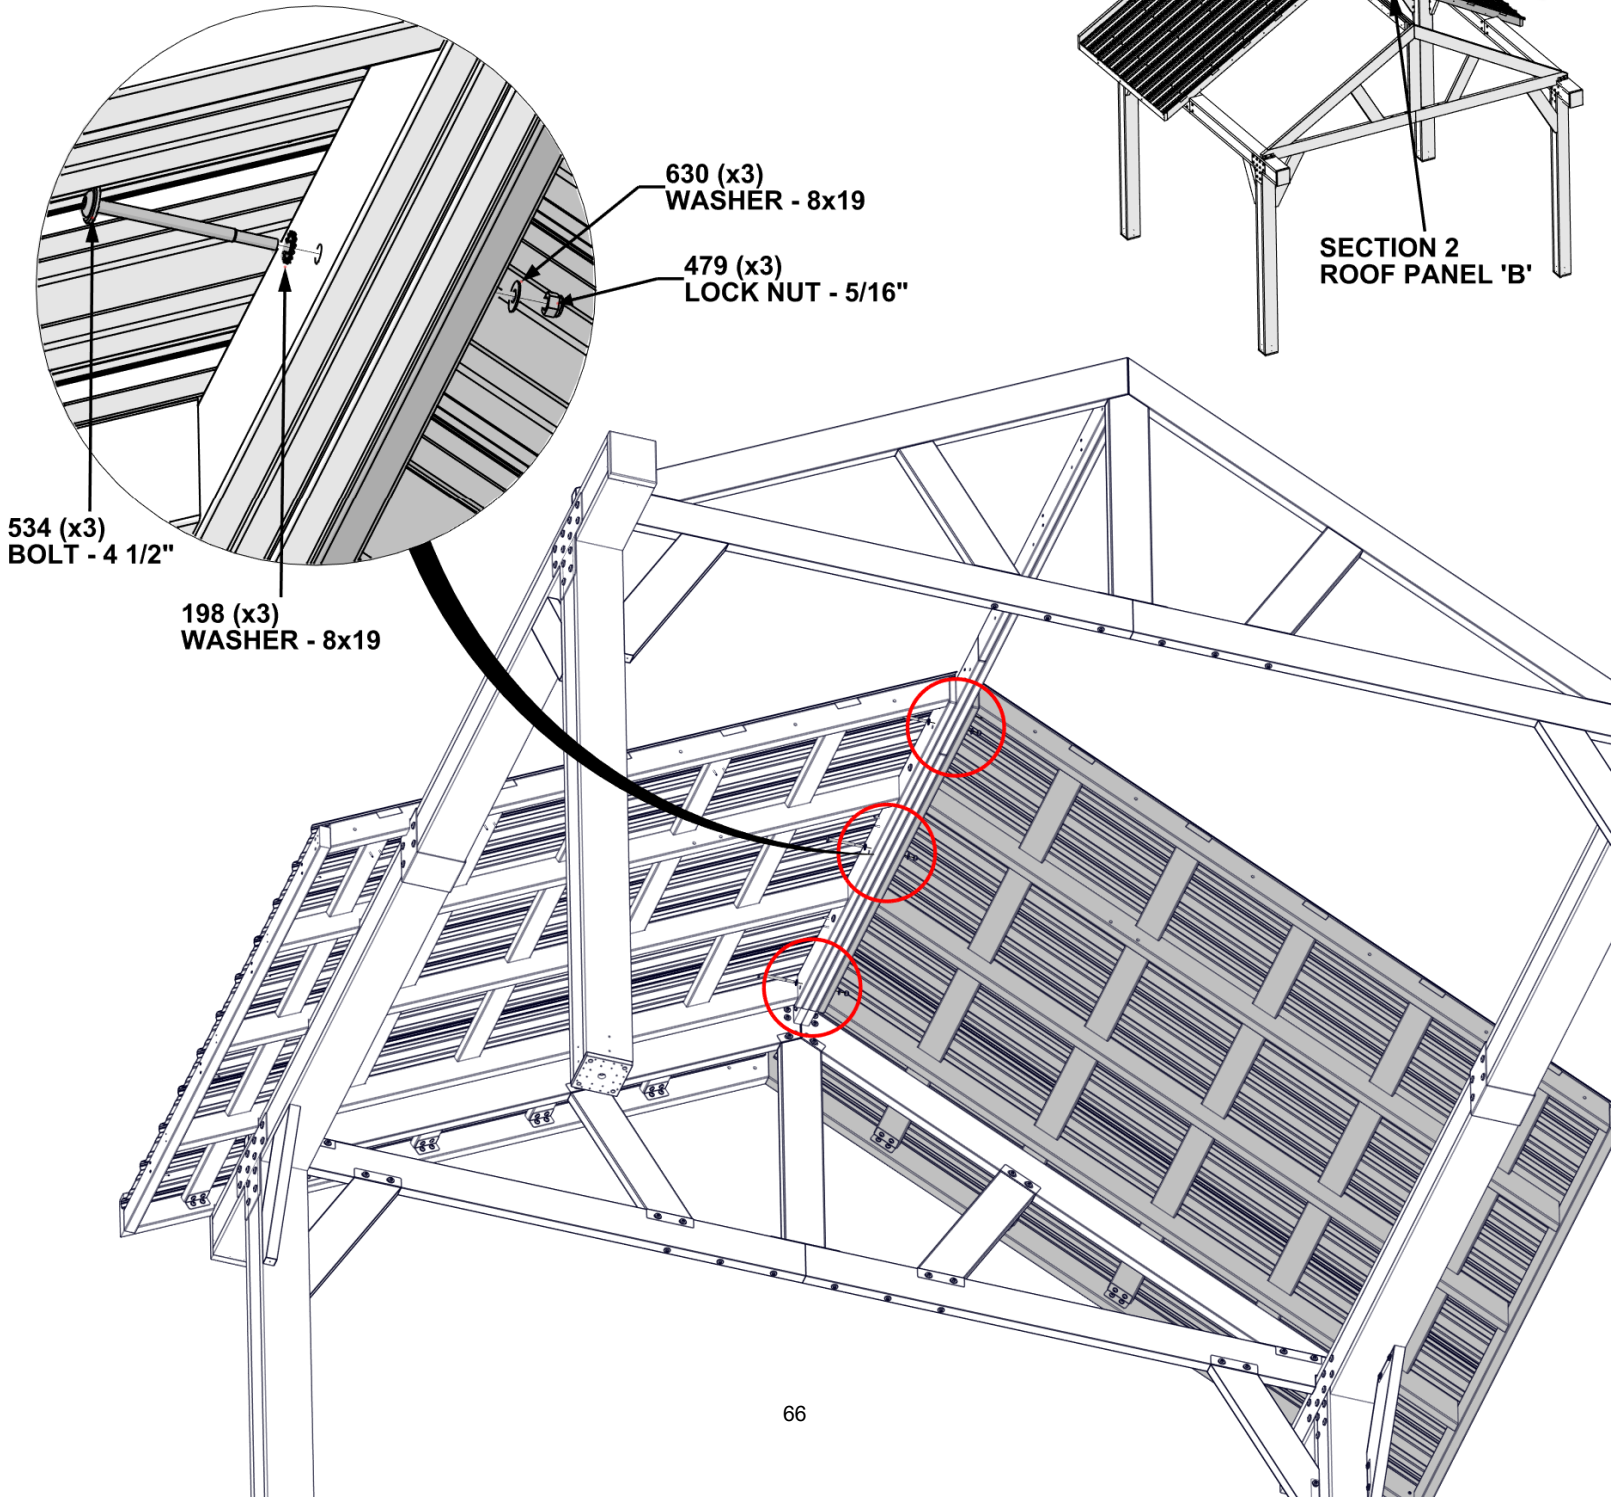 630 (x3)
WASHER - 8x19
479 (x3)
LOCK NUT - 5/16"
SECTION 2
ROOF PANEL 'B'
534 (x3)
BOLT - 4 1/2"
198 (x3)
WASHER - 8x19
66